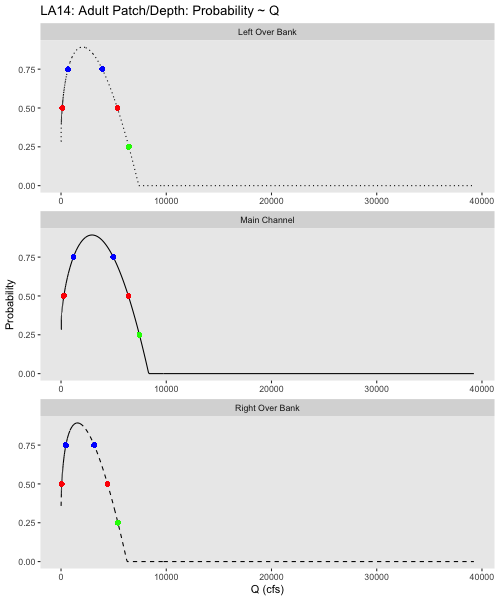 LA14: Adult Patch/Depth: Probability ~ Q
Left Over Bank
0.75
0.50
0.25
0.00
0 10000 20000 30000 40000
Main Channel
0.75
0.50
0.25
0.00
0 10000 20000 30000 40000
Right Over Bank
0.75
0.50
0.25
0.00
0 10000 20000 30000 40000
Probability
Q (cfs)